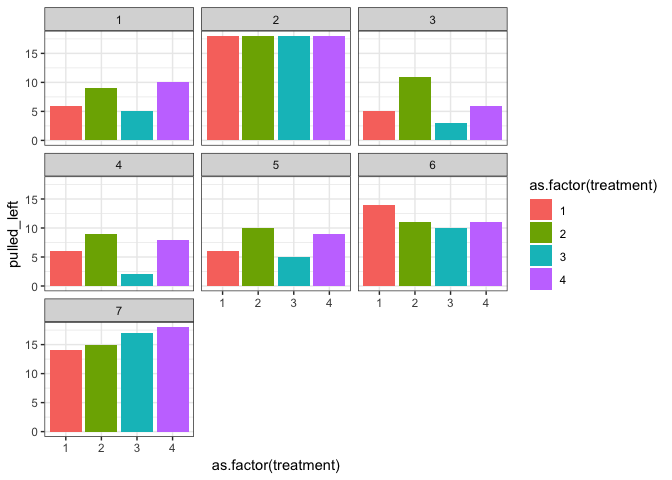 1 2 3
15
10
5
0
4 5 6
15
10
5
0
1 2 3 4 1 2 3 4
7
15
10
5
0
1 2 3 4
pulled_left
as.factor(treatment)
as.factor(treatment)
1
2
3
4